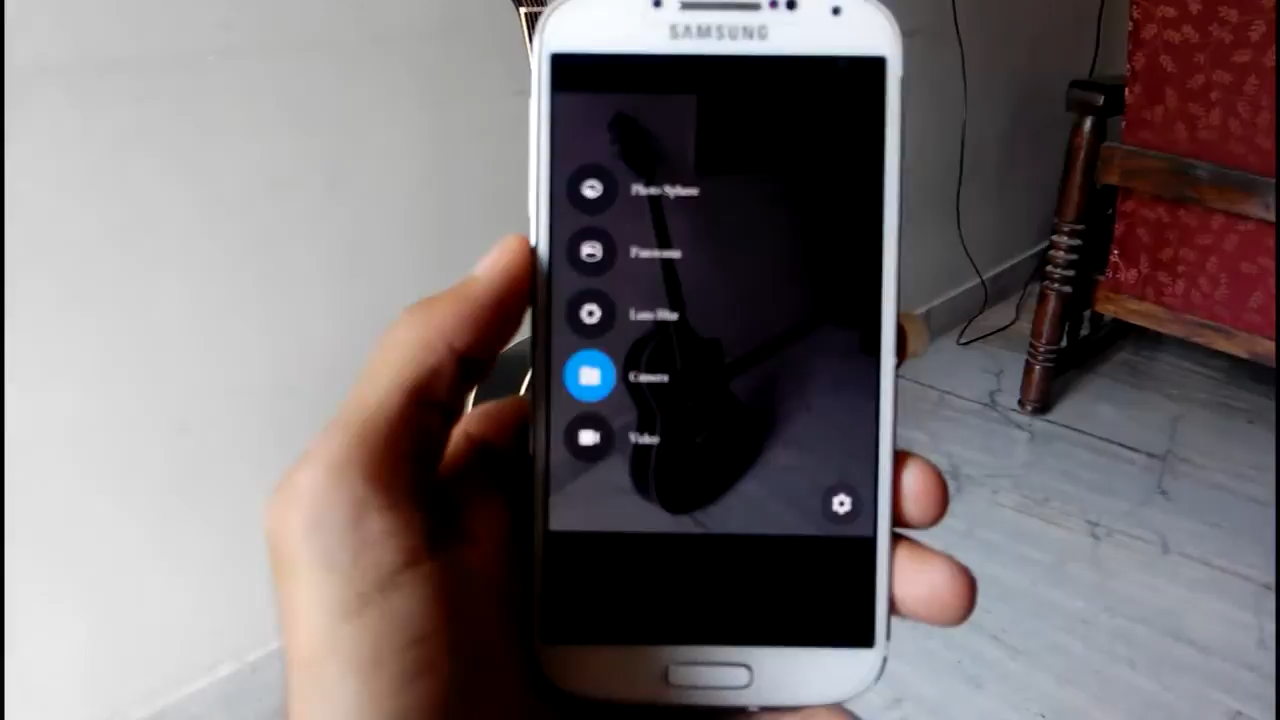 SAMSUNG
Photo Sphere
Panorama
Lens Blur
Camera
Video